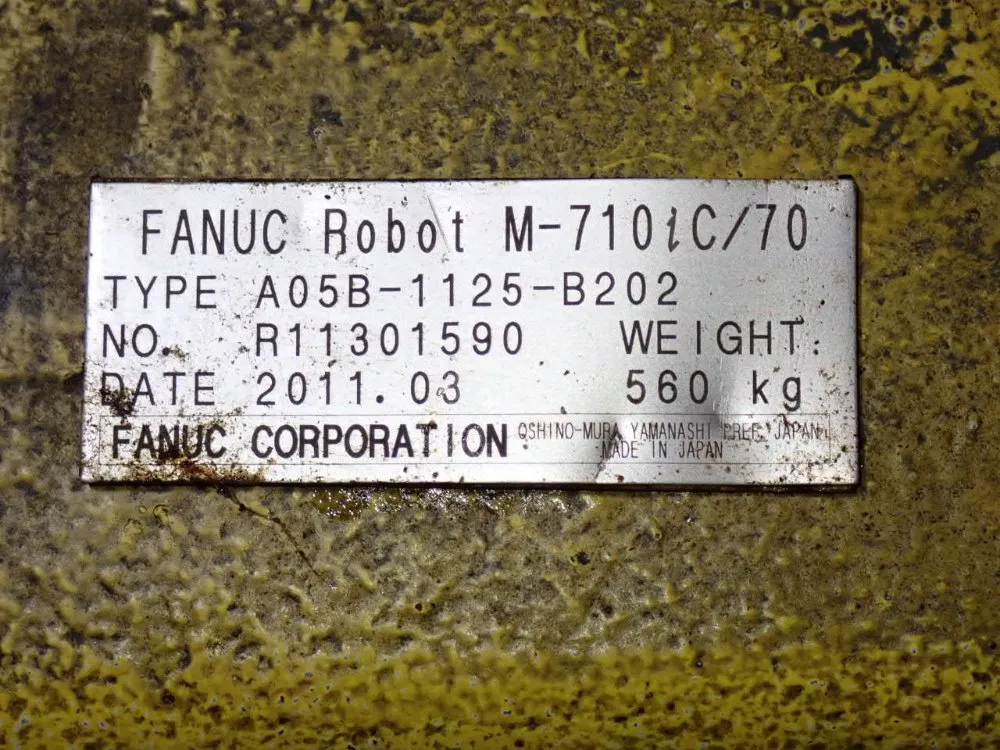 FANUC Robot M-710iC/70
TYPE A05B-1125-B202
NO. R11301590 WEIGHT.
DATE 2011.03 560 kg
FANUC CORPORATION OSHINO-MURA YAMANASHI PREF. JAPAN
MADE IN JAPAN